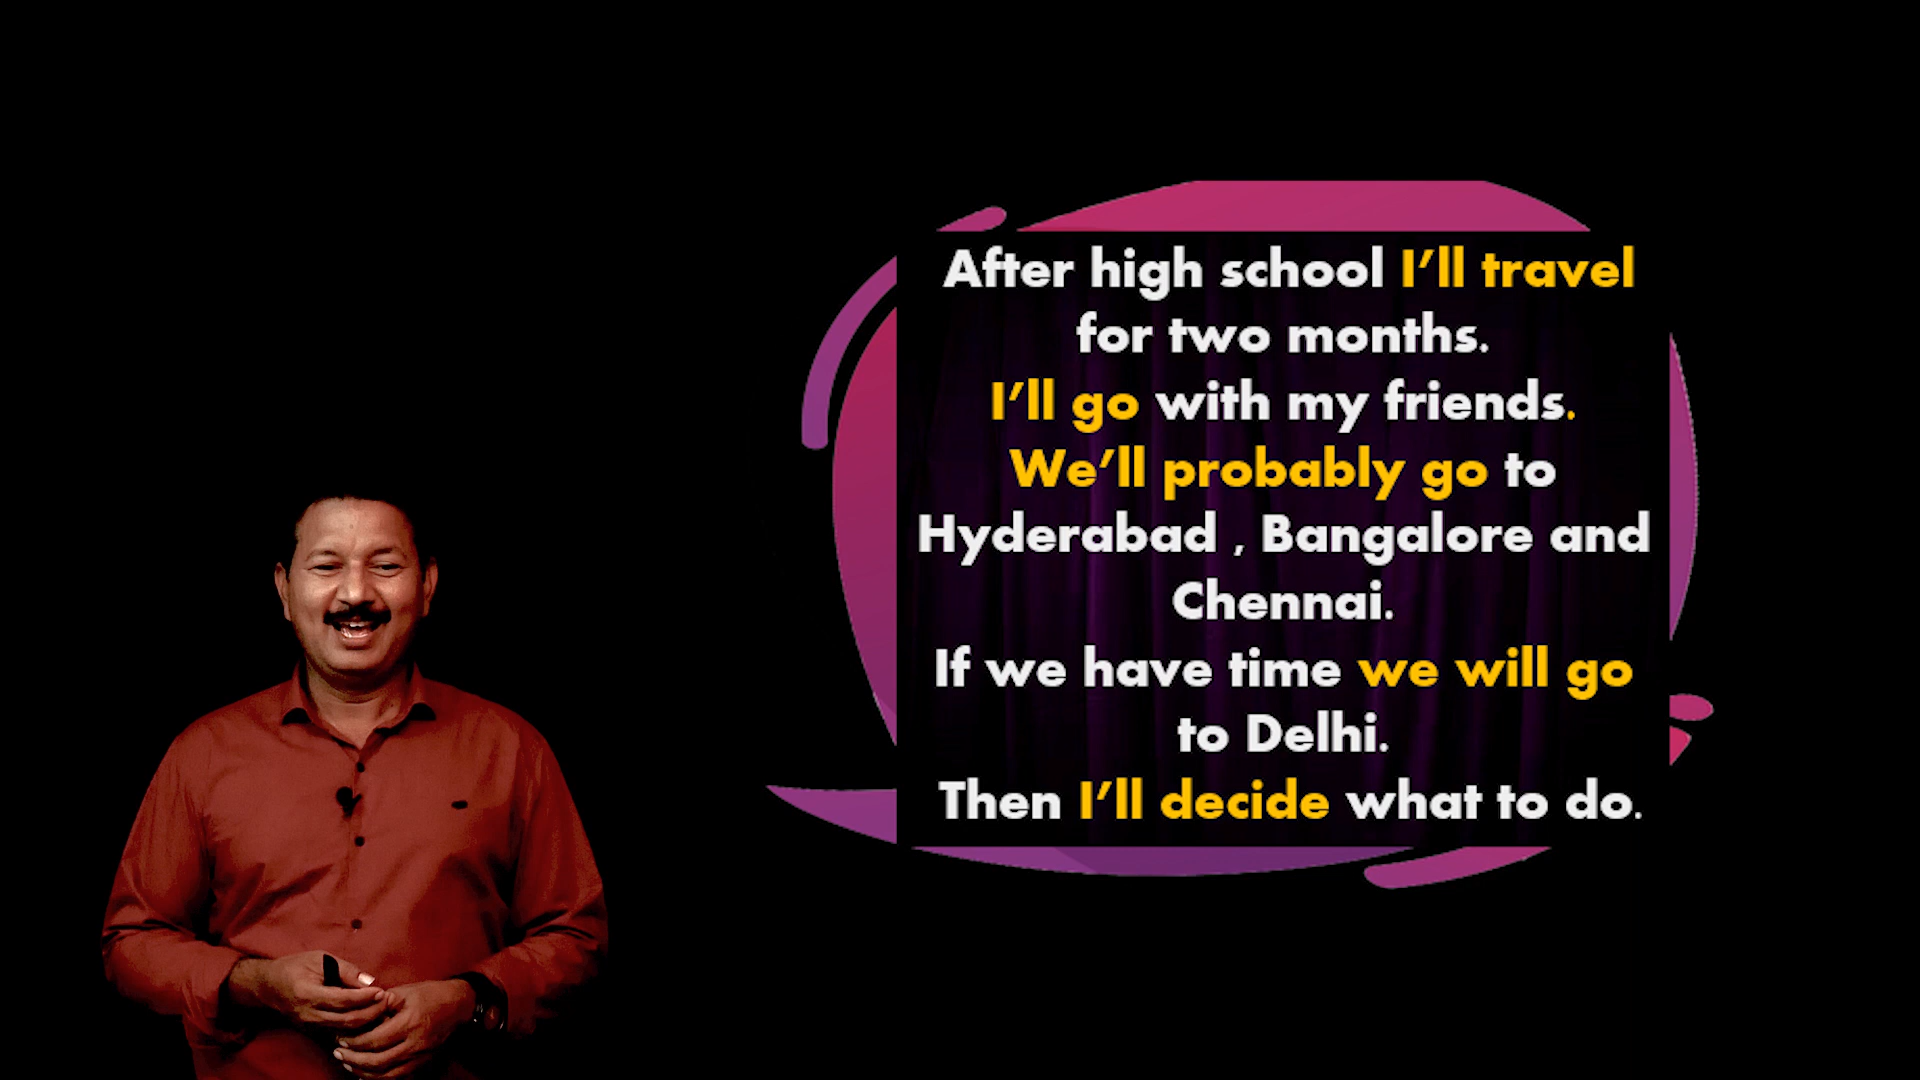 After high school I’ll travel
for two months.
I’ll go with my friends.
We’ll probably go to
Hyderabad , Bangalore and
Chennai.
If we have time we will go
to Delhi.
Then I’ll decide what to do.